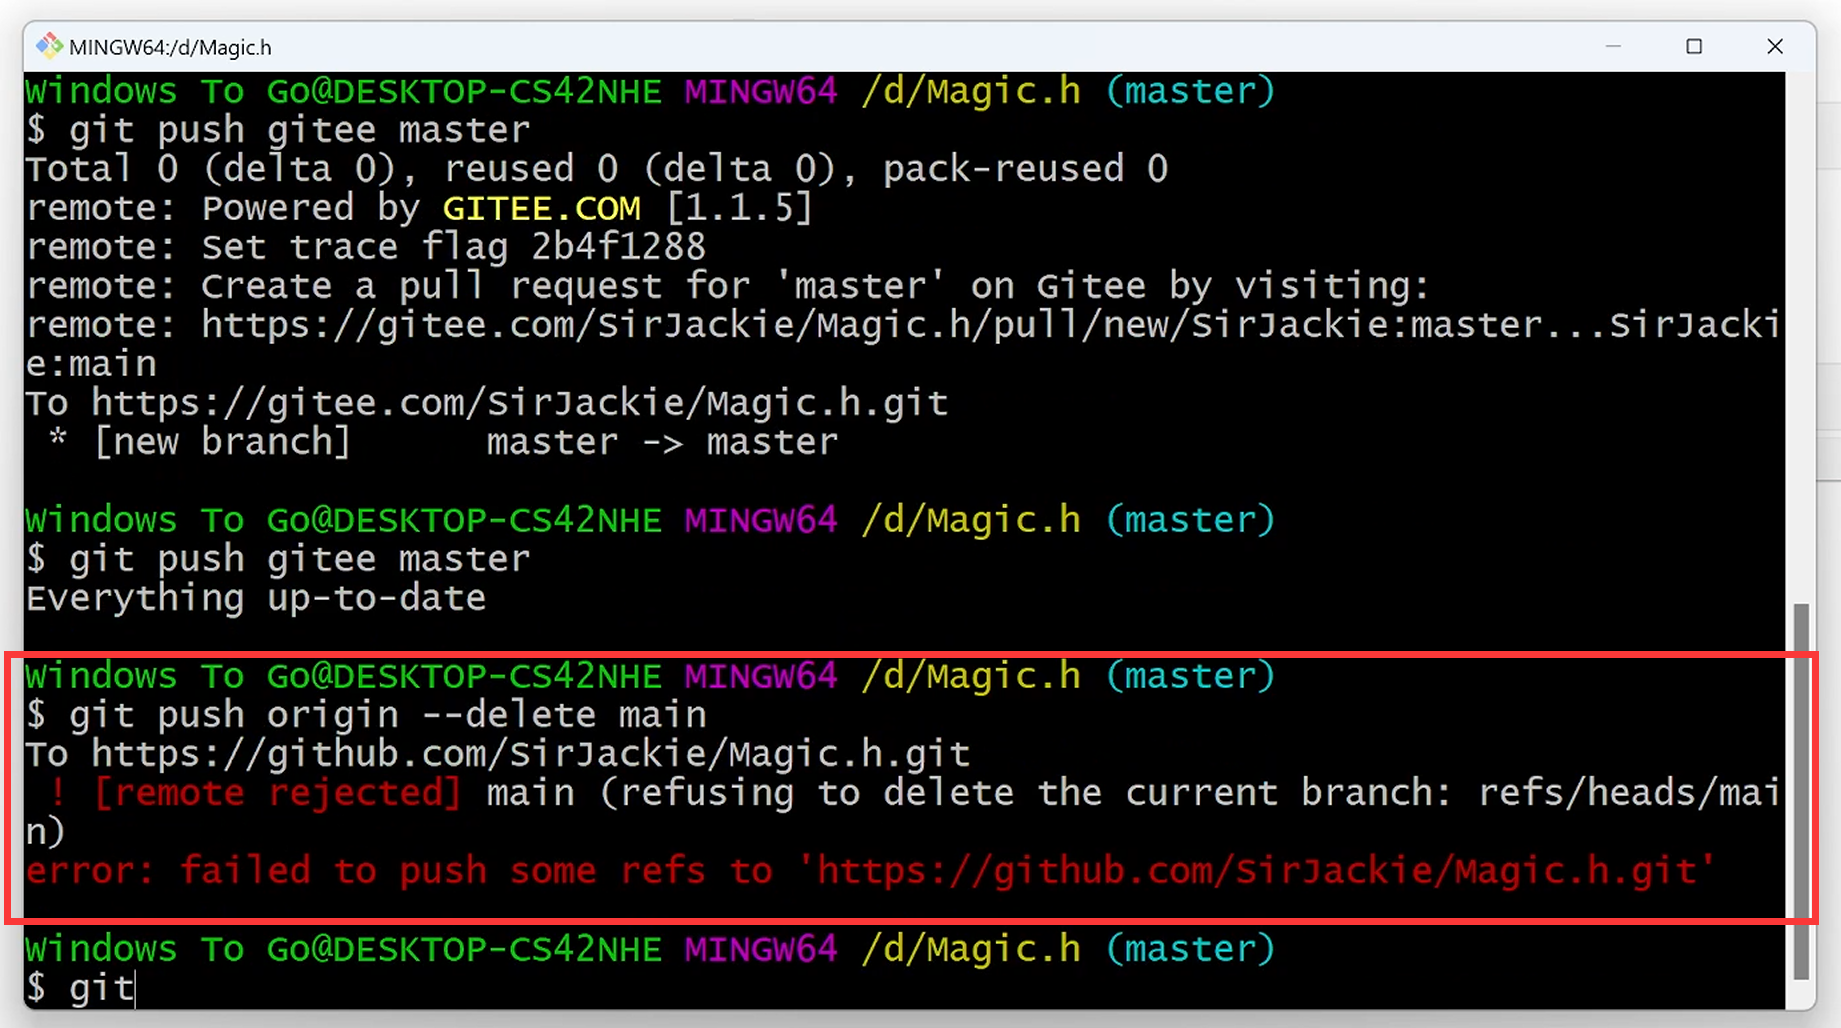 MINGW64:/d/Magic.h
Windows To Go@DESKTOP-CS42NHE MINGW64 /d/Magic.h (master)
$ git push gitee master
Total 0 (delta 0), reused 0 (delta 0), pack-reused 0
remote: Powered by GITEE.COM [1.1.5]
remote: Set trace flag 2b4f1288
remote: Create a pull request for 'master' on Gitee by visiting:
remote: https://gitee.com/SirJackie/Magic.h/pull/new/SirJackie:master...SirJacki
e:main
To https://gitee.com/SirJackie/Magic.h.git
 * [new branch]      master -> master
Windows To Go@DESKTOP-CS42NHE MINGW64 /d/Magic.h (master)
$ git push gitee master
Everything up-to-date
Windows To Go@DESKTOP-CS42NHE MINGW64 /d/Magic.h (master)
$ git push origin --delete main
To https://github.com/SirJackie/Magic.h.git
 ! [remote rejected] main (refusing to delete the current branch: refs/heads/mai
n)
error: failed to push some refs to 'https://github.com/SirJackie/Magic.h.git'
Windows To Go@DESKTOP-CS42NHE MINGW64 /d/Magic.h (master)
$ git